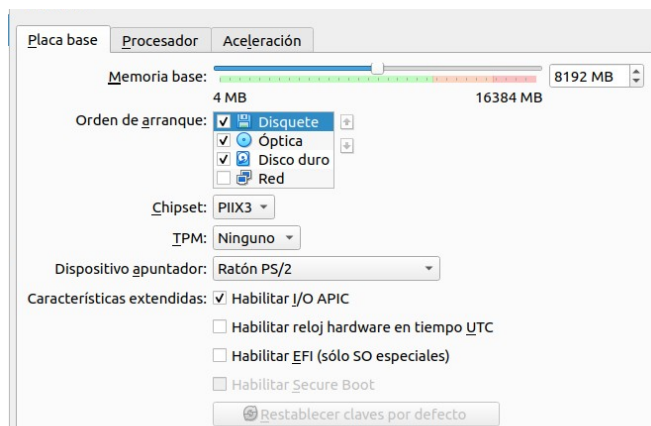 Placa base Procesador Aceleración
Memoria base: 8192 MB
4 MB 16384 MB
Orden de arranque: Disquete
Óptica
Disco duro
Red
Chipset: PIIX3
TPM: Ninguno
Dispositivo apuntador: Ratón PS/2
Características extendidas: Habilitar I/O APIC
Habilitar reloj hardware en tiempo UTC
Habilitar EFI (sólo SO especiales)
Habilitar Secure Boot
Restablecer claves por defecto